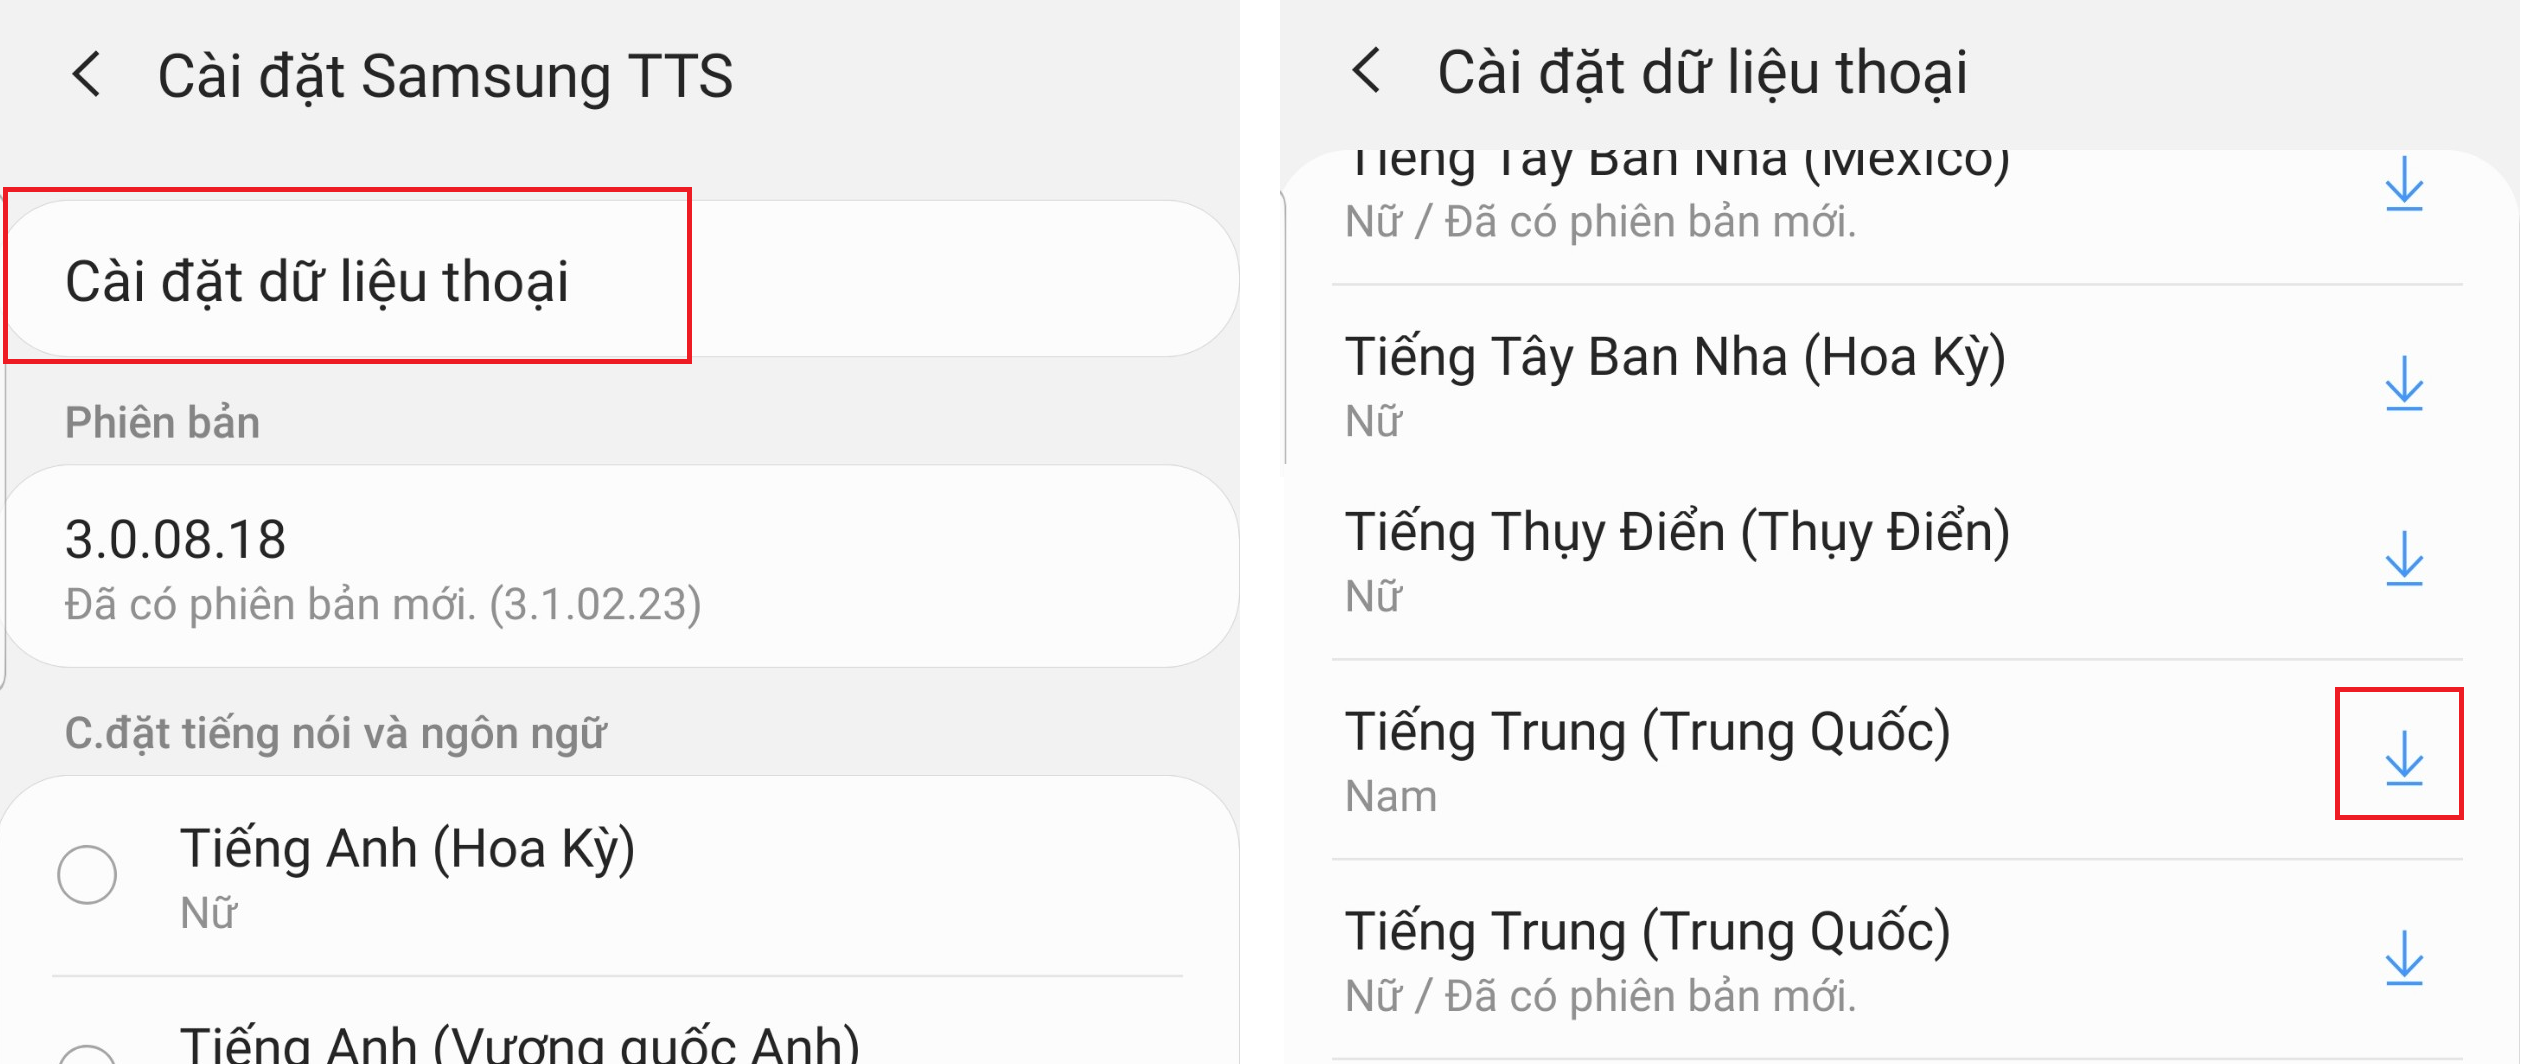 Cài đặt Samsung TTS
Cài đặt dữ liệu thoại
Phiên bản
3.0.08.18
Đã có phiên bản mới. (3.1.02.23)
C.đặt tiếng nói và ngôn ngữ
Tiếng Anh (Hoa Kỳ)
Nữ
Tiếng Anh (Vương quốc Anh)
Cài đặt dữ liệu thoại
Tiếng Tây Ban Nha (Mexico)
Nữ / Đã có phiên bản mới.
Tiếng Tây Ban Nha (Hoa Kỳ)
Nữ
Tiếng Thụy Điển (Thụy Điển)
Nữ
Tiếng Trung (Trung Quốc)
Nam
Tiếng Trung (Trung Quốc)
Nữ / Đã có phiên bản mới.